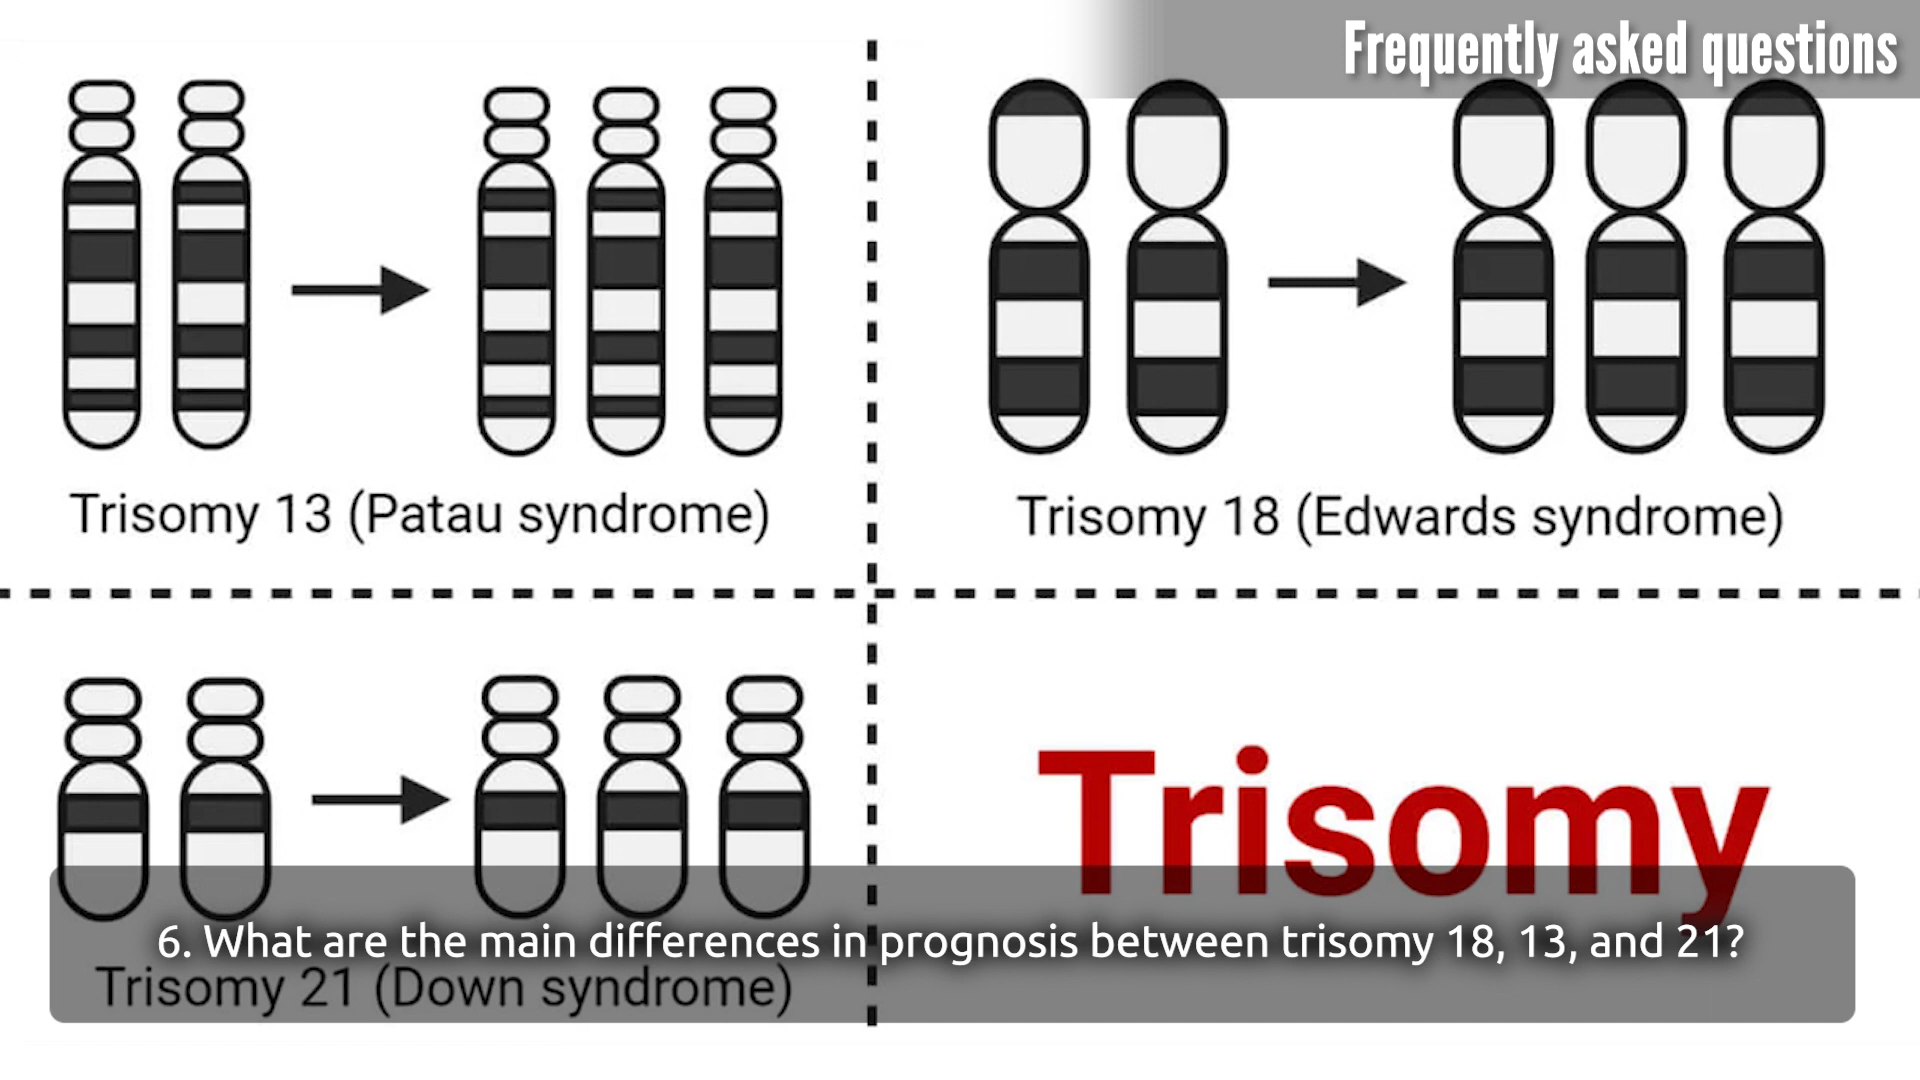 Frequently asked questions
Trisomy 13 (Patau syndrome)
Trisomy 18 (Edwards syndrome)
Trisomy
6. What are the main differences in prognosis between trisomy 18, 13, and 21?
Trisomy 21 (Down syndrome)